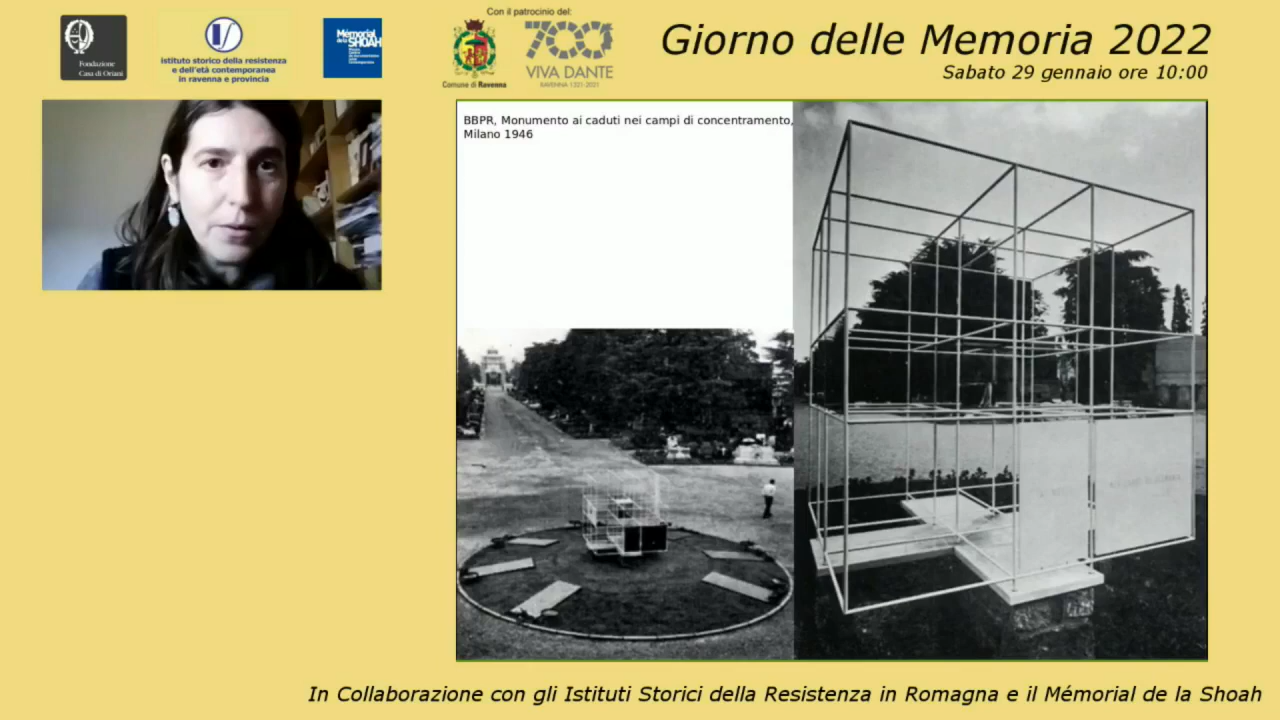 Fondazione
Casa di Oriani
istituto storico della resistenza
e dell'età contemporanea
in ravenna e provincia
Mémorial
de la SHOAH
Con il patrocinio del:
Comune di Ravenna
700
VIVA DANTE
RAVENNA 1321-2021
Giorno delle Memoria 2022
Sabato 29 gennaio ore 10:00
BBPR, Monumento ai caduti nei campi di concentramento,
Milano 1946
In Collaborazione con gli Istituti Storici della Resistenza in Romagna e il Mémorial de la Shoah